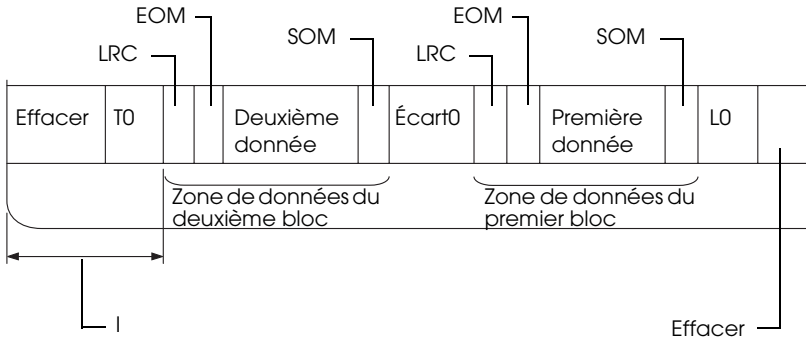 EOM
EOM
SOM
SOM
LRC
LRC
Effacer
T0
Deuxième
donnée
Écart0
Première
donnée
L0
Zone de données du
deuxième bloc
Zone de données du
premier bloc
I
Effacer